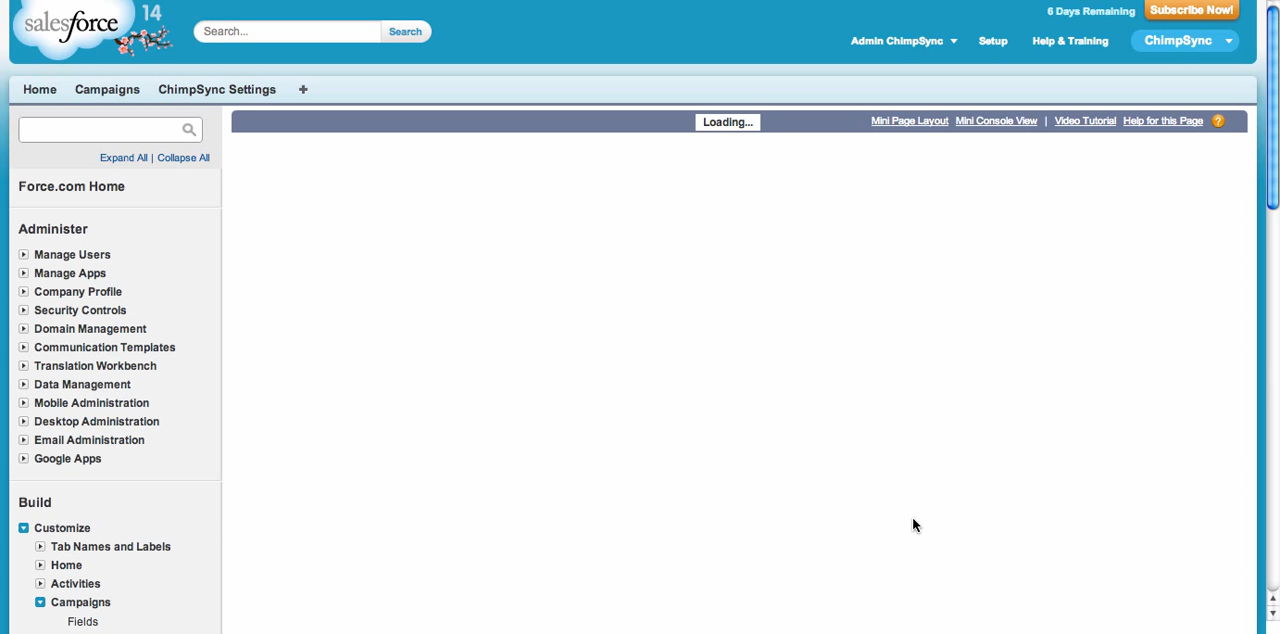 salesforce
14
Search...
Search
6 Days Remaining
Subscribe Now!
Admin ChimpSync
Setup
Help & Training
ChimpSync
Home
Campaigns
ChimpSync Settings
+
Expand All | Collapse All
Force.com Home
Administer
Manage Users
Manage Apps
Company Profile
Security Controls
Domain Management
Communication Templates
Translation Workbench
Data Management
Mobile Administration
Desktop Administration
Email Administration
Google Apps
Build
Customize
Tab Names and Labels
Home
Activities
Campaigns
Fields
Loading...
Mini Page Layout Mini Console View | Video Tutorial Help for this Page ?